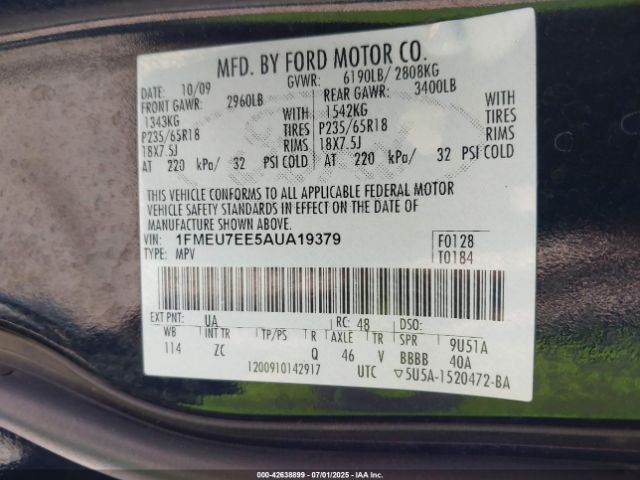 MFD. BY FORD MOTOR CO.
DATE: 10/09 GVWR: 6190LB/ 2808KG
FRONT GAWR: 2960LB REAR GAWR: 3400LB
1343KG WITH 1542KG WITH
P235/65R18 TIRES P235/65R18 TIRES
18X7.5J RIMS 18X7.5J RIMS
AT 220 kPa/ 32 PSI COLD AT 220 kPa/ 32 PSI COLD
THIS VEHICLE CONFORMS TO ALL APPLICABLE FEDERAL MOTOR
VEHICLE SAFETY STANDARDS IN EFFECT ON THE DATE OF
MANUFACTURE SHOWN ABOVE.
VIN: 1FMEU7EE5AUA19379 F0128
TYPE: MPV T0184
EXT PNT: UA RC: 48 DSO:
WB INT TR TP/PS R AXLE TR SPR 9U51A
114 ZC Q 46 V BBBB 40A
1200910142917 UTC ▽5U5A-1520472-BA
000-42638899 - 07/01/2025 - IAA Inc.